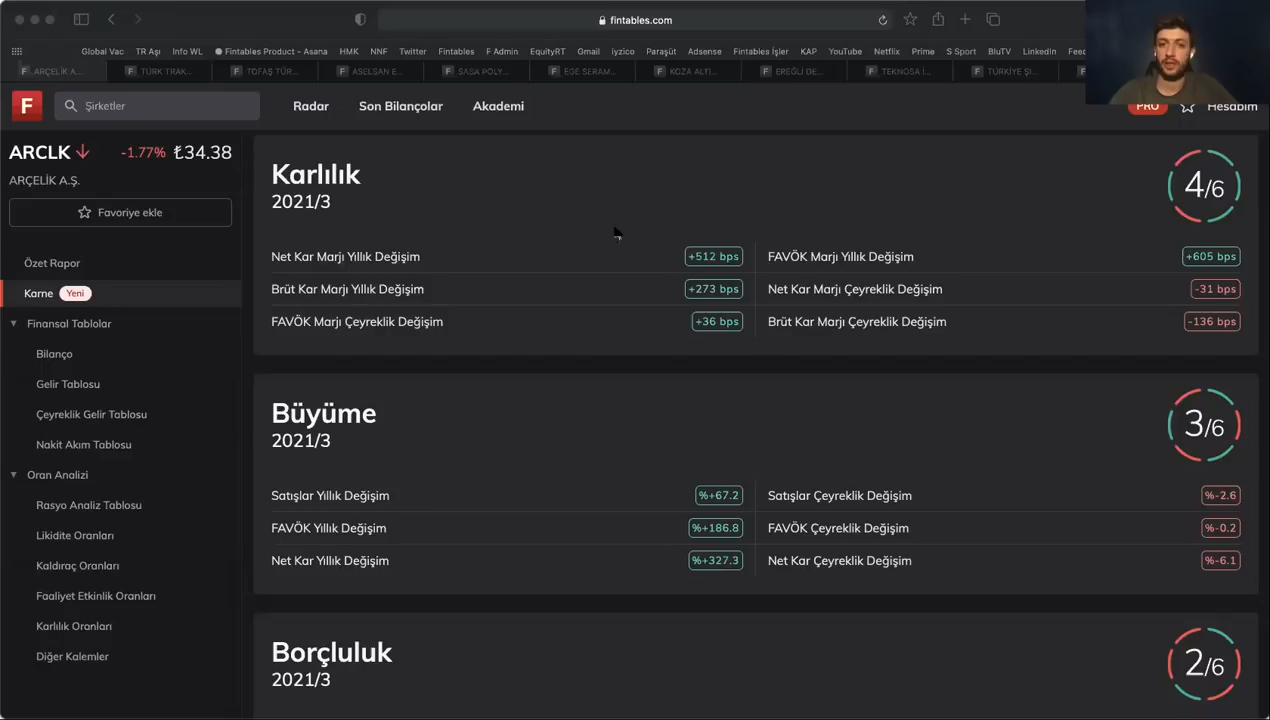 fintables.com
Global Vac TR Aşı Info WL Fintables Product – Asana HMK NNF Twitter Fintables F Admin EquityRT Gmail iyzico Paraşüt Adsense Fintables İşler KAP YouTube Netflix Prime S Sport BluTV LinkedIn Feed
F ARÇELİK A... F TÜRK TRAK... F TOFAŞ TÜR... F ASELSAN E... F SASA POLY... F EGE SERAM... F KOZA ALTI... F EREĞLİ DE... F TEKNOSA İ... F TÜRKİYE Şİ... F
F Şirketler Radar Son Bilançolar Akademi PRO Hesabım
ARCLK -1.77% ₺34.38
ARÇELİK A.Ş.
Favoriye ekle
Özet Rapor
Karne Yeni
Finansal Tablolar
Bilanço
Gelir Tablosu
Çeyreklik Gelir Tablosu
Nakit Akım Tablosu
Oran Analizi
Rasyo Analiz Tablosu
Likidite Oranları
Kaldıraç Oranları
Faaliyet Etkinlik Oranları
Karlılık Oranları
Diğer Kalemler
Karlılık
2021/3
4/6
Net Kar Marjı Yıllık Değişim +512 bps
FAVÖK Marjı Yıllık Değişim +605 bps
Brüt Kar Marjı Yıllık Değişim +273 bps
Net Kar Marjı Çeyreklik Değişim -31 bps
FAVÖK Marjı Çeyreklik Değişim +36 bps
Brüt Kar Marjı Çeyreklik Değişim -136 bps
Büyüme
2021/3
3/6
Satışlar Yıllık Değişim %+67.2
Satışlar Çeyreklik Değişim %-2.6
FAVÖK Yıllık Değişim %+186.8
FAVÖK Çeyreklik Değişim %-0.2
Net Kar Yıllık Değişim %+327.3
Net Kar Çeyreklik Değişim %-6.1
Borçluluk
2021/3
2/6